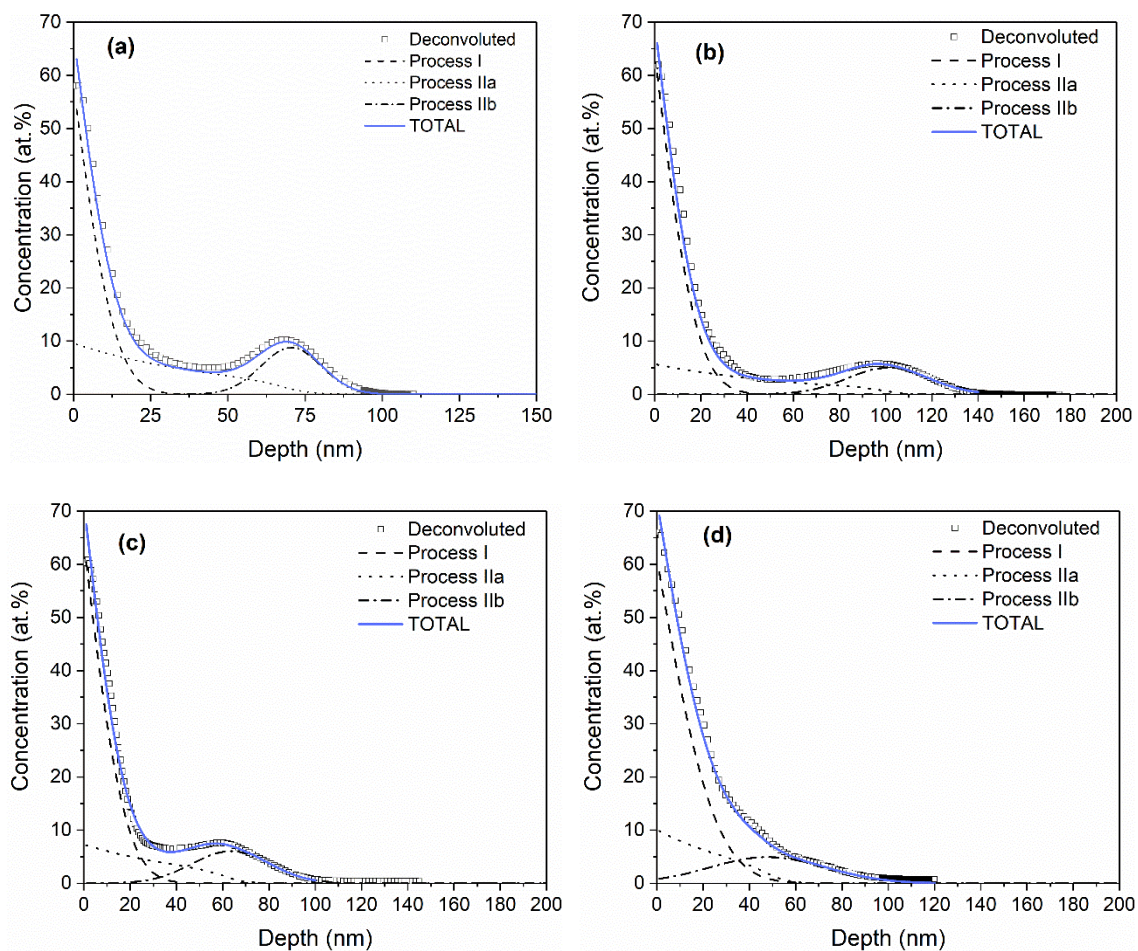 (a)
Deconvoluted
Process I
Process IIa
Process IIb
TOTAL
Concentration (at.%)
70
60
50
40
30
20
10
0
0 25 50 75 100 125 150
Depth (nm)
(b)
Deconvoluted
Process I
Process IIa
Process IIb
TOTAL
Concentration (at.%)
70
60
50
40
30
20
10
0
0 20 40 60 80 100 120 140 160 180 200
Depth (nm)
(c)
Deconvoluted
Process I
Process IIa
Process IIb
TOTAL
Concentration (at.%)
70
60
50
40
30
20
10
0
0 20 40 60 80 100 120 140 160 180 200
Depth (nm)
(d)
Deconvoluted
Process I
Process IIa
Process IIb
TOTAL
Concentration (at.%)
70
60
50
40
30
20
10
0
0 20 40 60 80 100 120 140 160 180 200
Depth (nm)